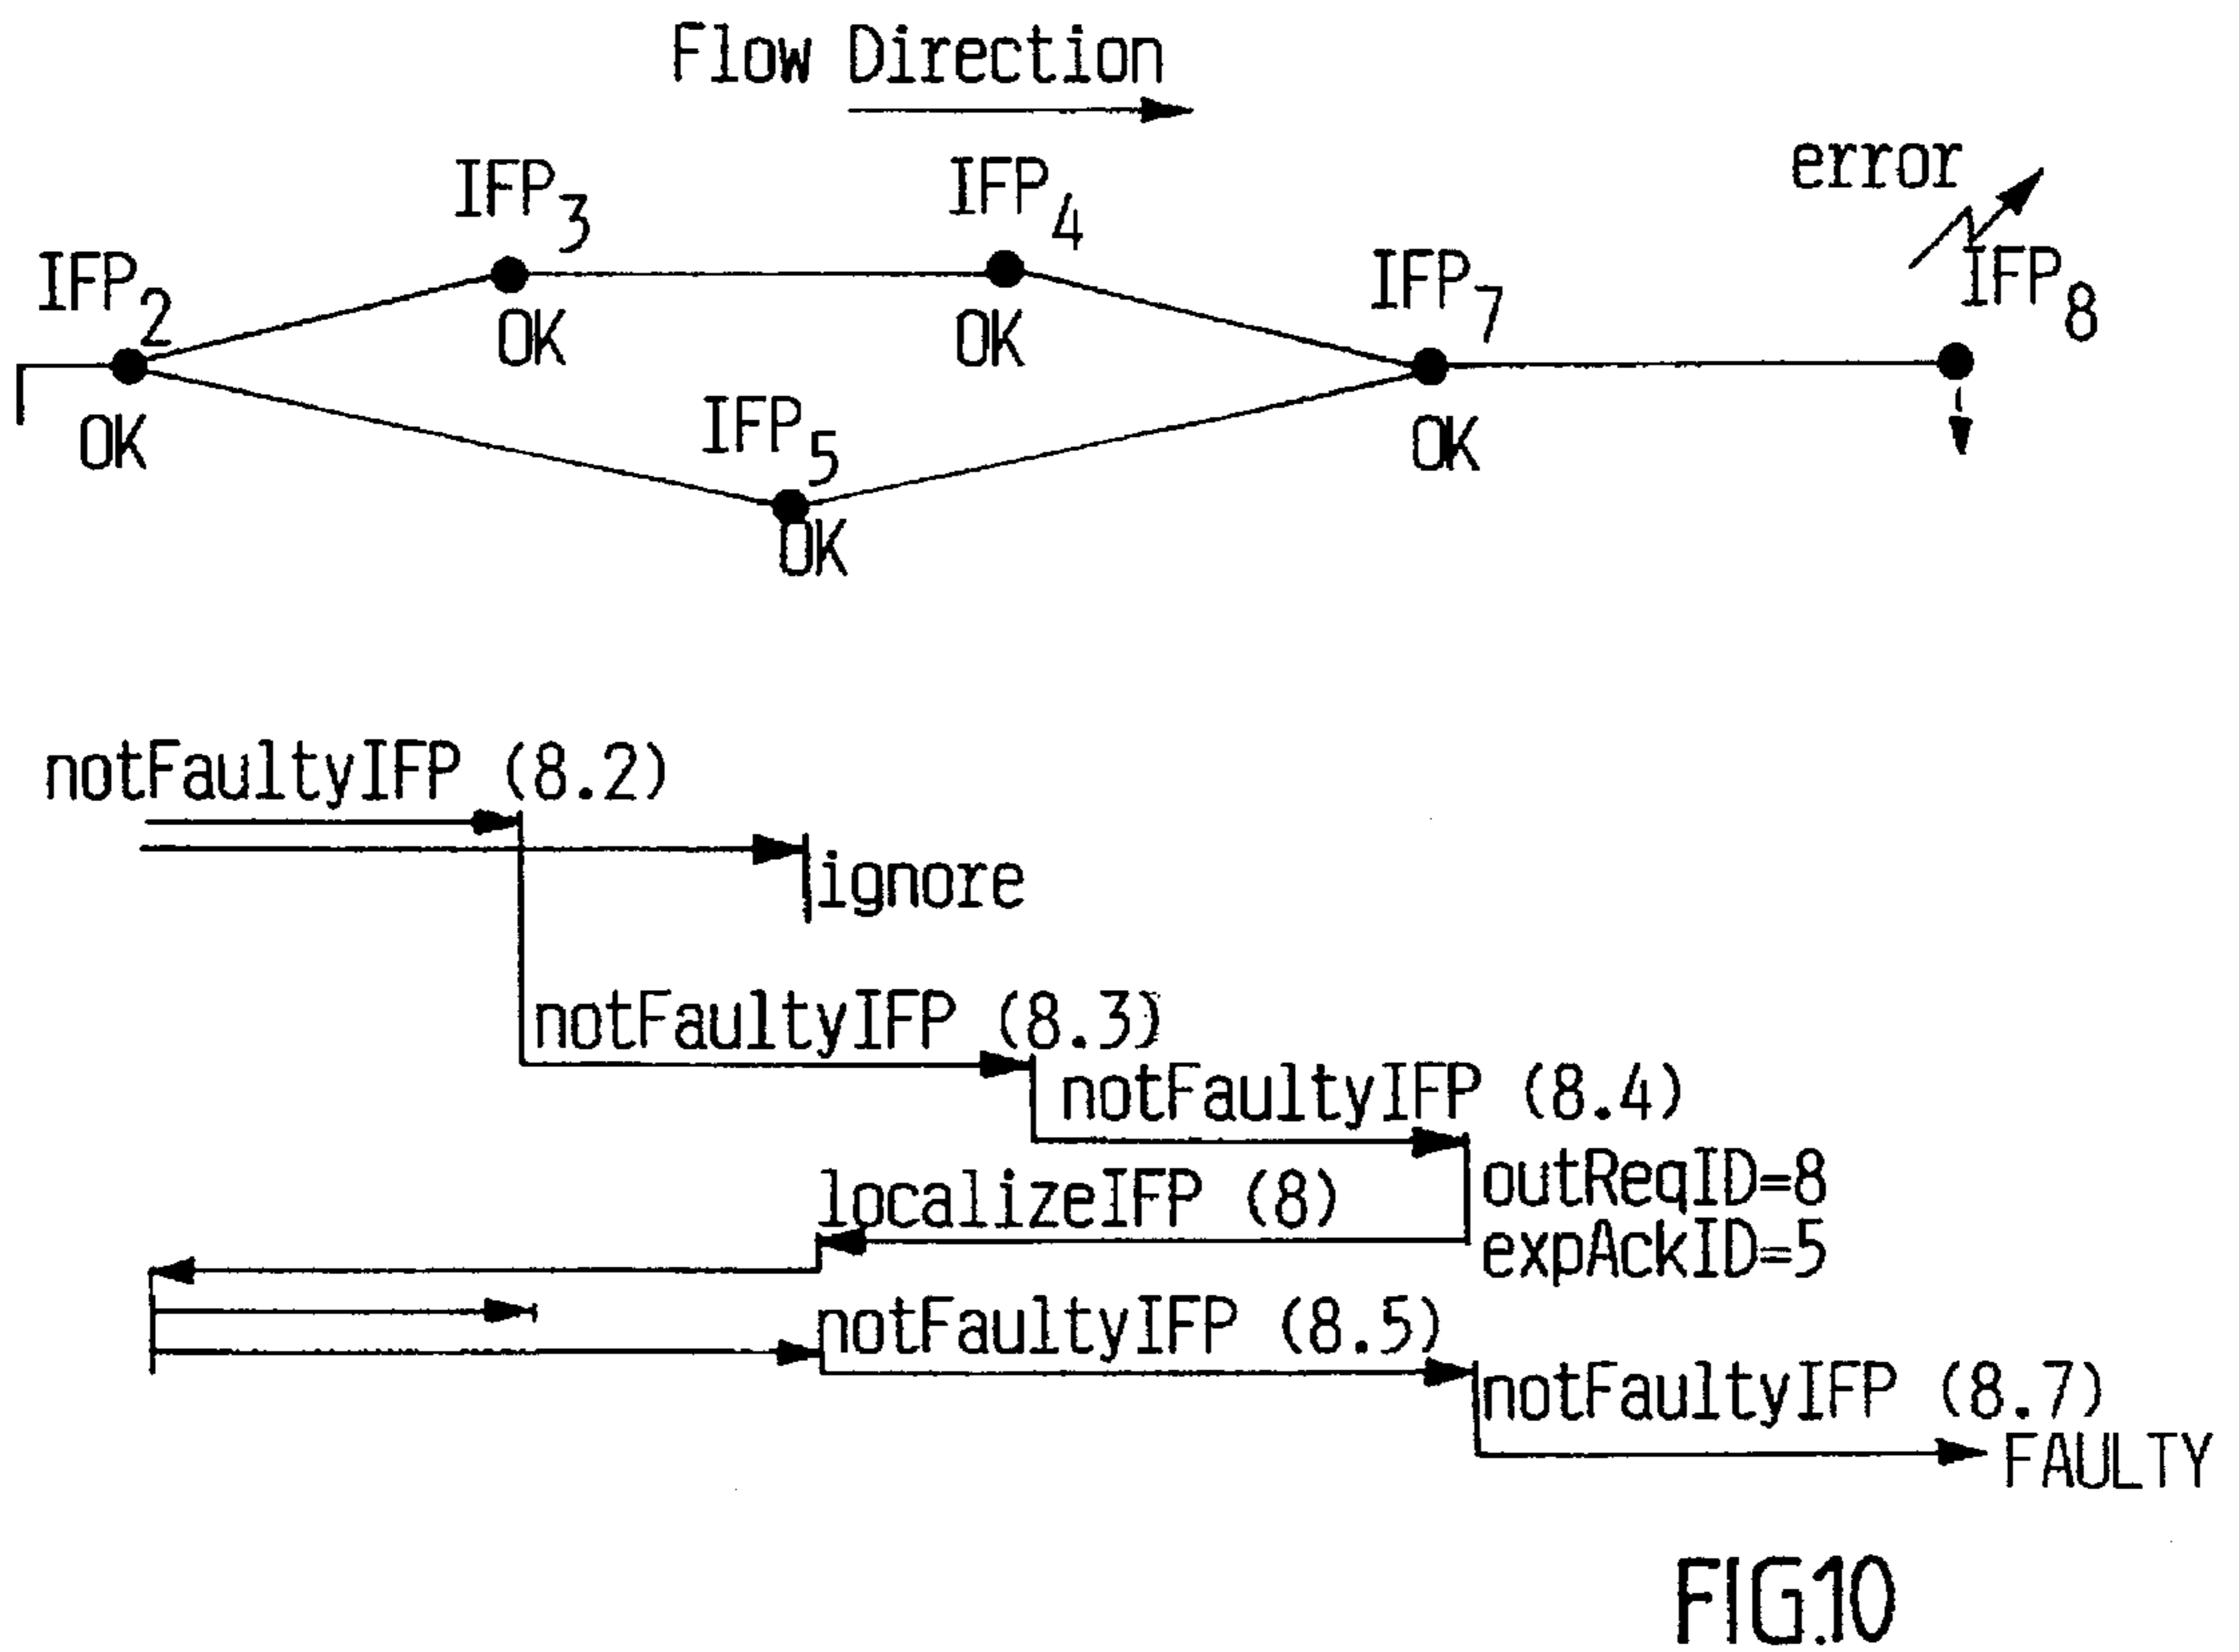 Flow Direction
error
IFP3
IFP4
IFP2
IFP7
IFP8
OK
OK
OK
IFP5
OK
OK
notFaultyIFP (8.2)
ignore
notFaultyIFP (8.3)
notFaultyIFP (8.4)
outReqID=8
localizeIFP (8)
expAckID=5
notFaultyIFP (8.5)
notFaultyIFP (8.7)
FAULTY
FIG.10